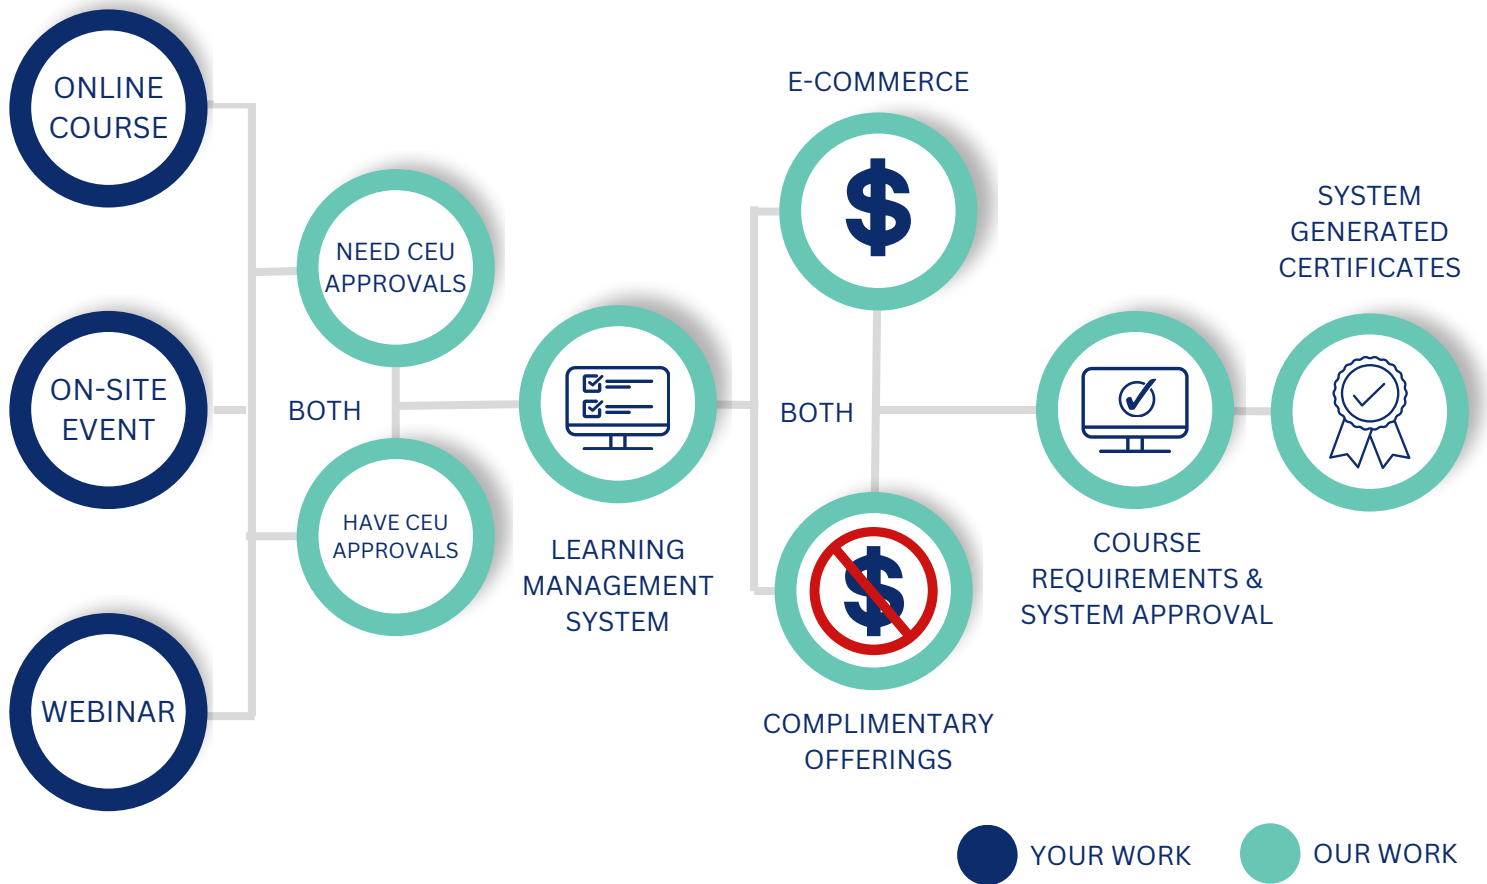 ONLINE
COURSE
ON-SITE
EVENT
WEBINAR
NEED CEU
APPROVALS
BOTH
HAVE CEU
APPROVALS
LEARNING
MANAGEMENT
SYSTEM
E-COMMERCE
$
BOTH
$
COMPLIMENTARY
OFFERINGS
COURSE
REQUIREMENTS &
SYSTEM APPROVAL
SYSTEM
GENERATED
CERTIFICATES
YOUR WORK
OUR WORK